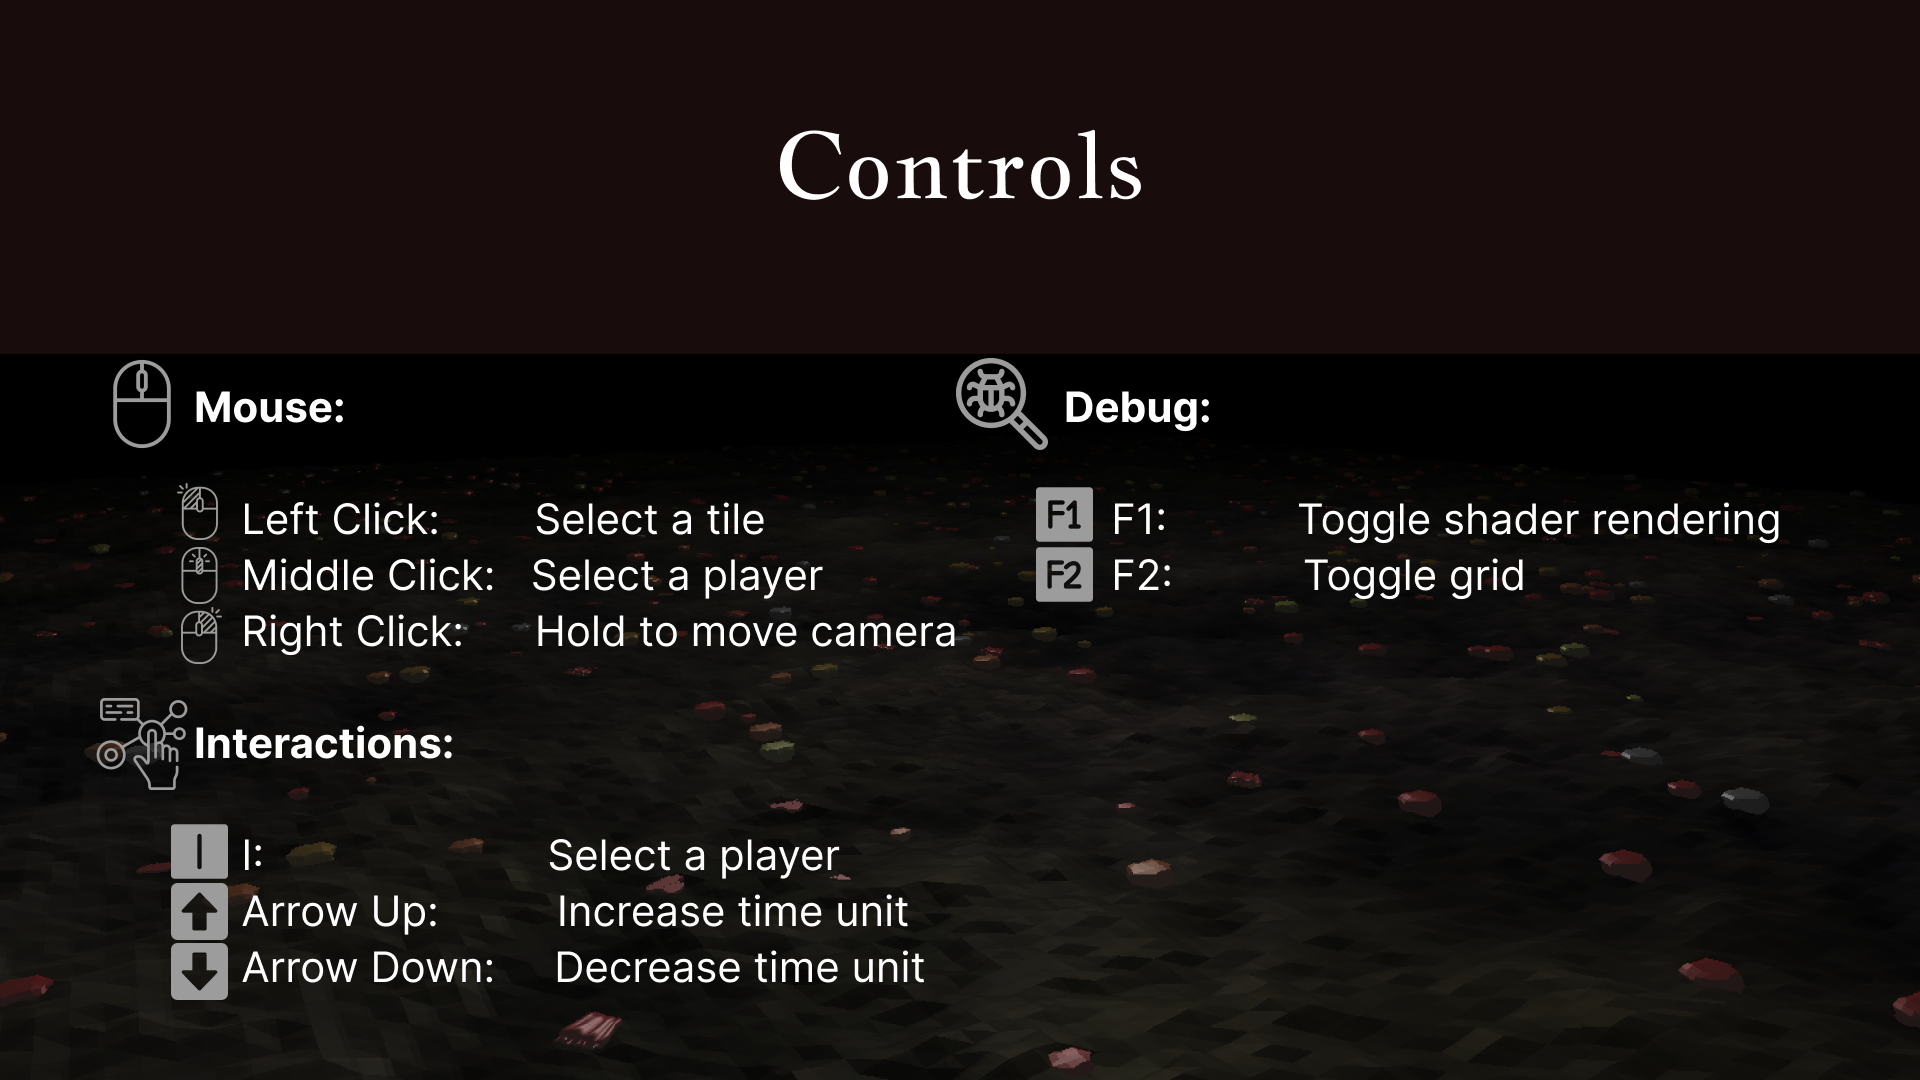 Controls
Mouse:
Left Click: Select a tile
Middle Click: Select a player
Right Click: Hold to move camera
Interactions:
I I: Select a player
Arrow Up: Increase time unit
Arrow Down: Decrease time unit
Debug:
F1 F1: Toggle shader rendering
F2 F2: Toggle grid